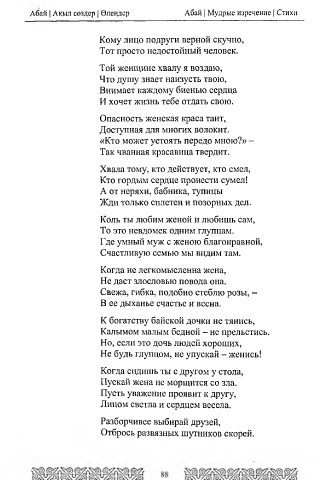 Абай | Ақыл сөздер | Өлеңдер
Абай | Мудрые изречение | Стихи
Кому лицо подруги верной скучно,
Тот просто недостойный человек.
Той женщине хвалу я воздаю,
Что душу знает наизусть твою,
Внимает каждому биенью сердца
И хочет жизнь тебе отдать свою.
Опасность женская краса таит,
Доступная для многих волокит.
«Кто может устоять передо мною?» –
Так чванная красавица твердит.
Хвала тому, кто действует, кто смел,
Кто гордым сердце пронести сумел!
А от неряхи, бабника, тупицы
Жди только сплетен и позорных дел.
Коль ты любим женой и любишь сам,
То это невдомек одним глупцам.
Где умный муж с женою благонравной,
Счастливую семью мы видим там.
Когда не легкомысленна жена,
Не даст злословью повода она.
Свежа, гибка, подобно стеблю розы, –
В ее дыханье счастье и весна.
К богатству байской дочки не тянись,
Калымом малым бедной – не прельстись.
Но, если это дочь людей хороших,
Не будь глупцом, не упускай – женись!
Когда сидишь ты с другом у стола,
Пускай жена не морщится со зла.
Пусть уважение проявит к другу,
Лицом светла и сердцем весела.
Разборчивее выбирай друзей,
Отбрось развязных шутников скорей.
88